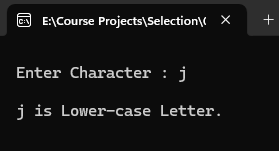 E:\Course Projects\Selection\
Enter Character : j
j is Lower-case Letter.